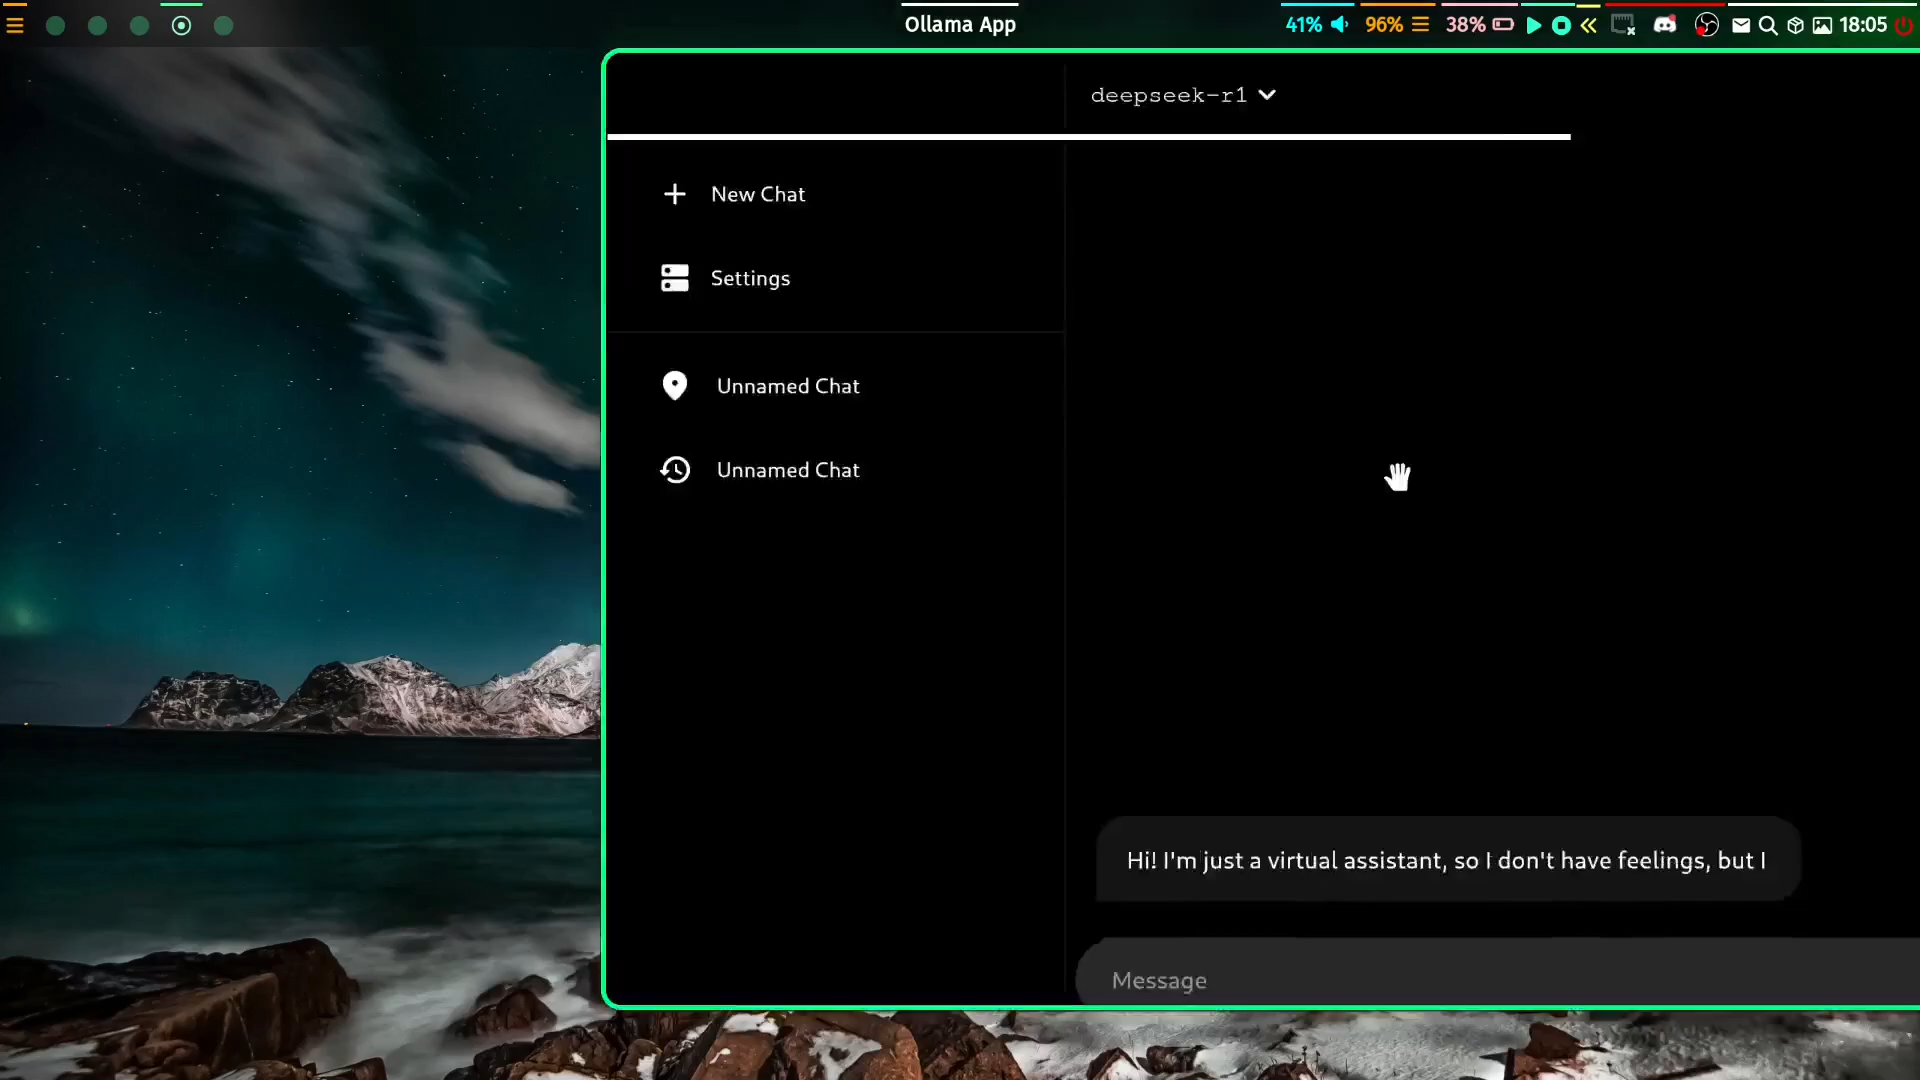 Ollama App
41%
96%
38%
18:05
deepseek-r1
New Chat
Settings
Unnamed Chat
Unnamed Chat
Hi! I'm just a virtual assistant, so I don't have feelings, but I
Message